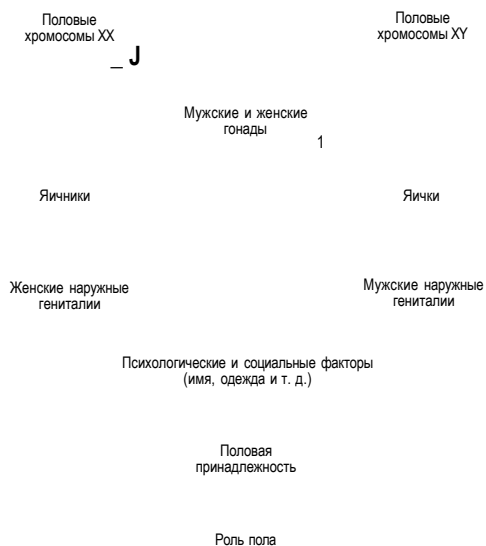 Половые
хромосомы XX
Половые
хромосомы XY
_ J
Мужские и женские
гонады
1
Яичники
Яички
Женские наружные
гениталии
Мужские наружные
гениталии
Психологические и социальные факторы
(имя, одежда и т. д.)
Половая
принадлежность
Роль пола